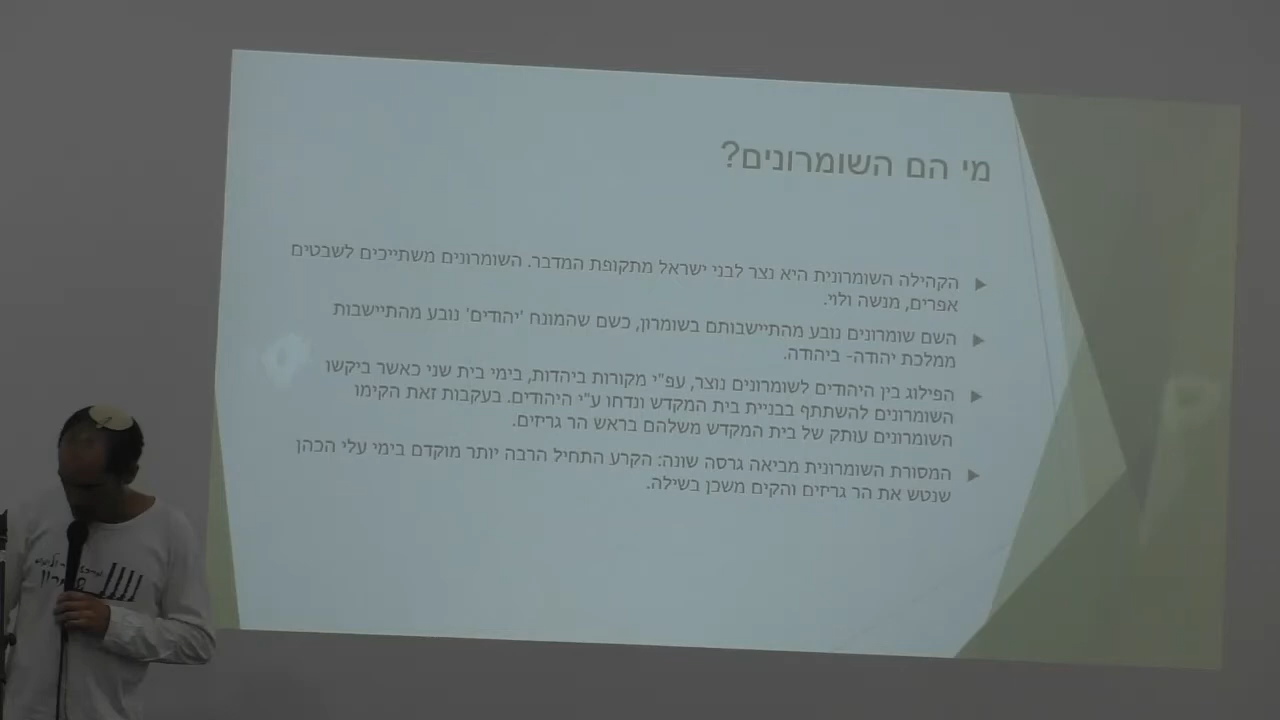 מי הם השומרונים?
הקהילה השומרונית היא נצר לבני ישראל מתקופת המדבר. השומרונים משתייכים לשבטים
אפרים, מנשה ולוי.
השם שומרונים נובע מהתיישבותם בשומרון, כשם שהמונח 'יהודים' נובע מהתיישבות
ממלכת יהודה- ביהודה.
הפילוג בין היהודים לשומרונים נוצר, עפ"י מקורות ביהדות, בימי בית שני כאשר ביקשו
השומרונים להשתתף בבניית בית המקדש ונדחו ע"י היהודים. בעקבות זאת הקימו
השומרונים עותק של בית המקדש משלהם בראש הר גריזים.
המסורת השומרונית מביאה גרסה שונה: הקרע התחיל הרבה יותר מוקדם בימי עלי הכהן
שנטש את הר גריזים והקים משכן בשילה.